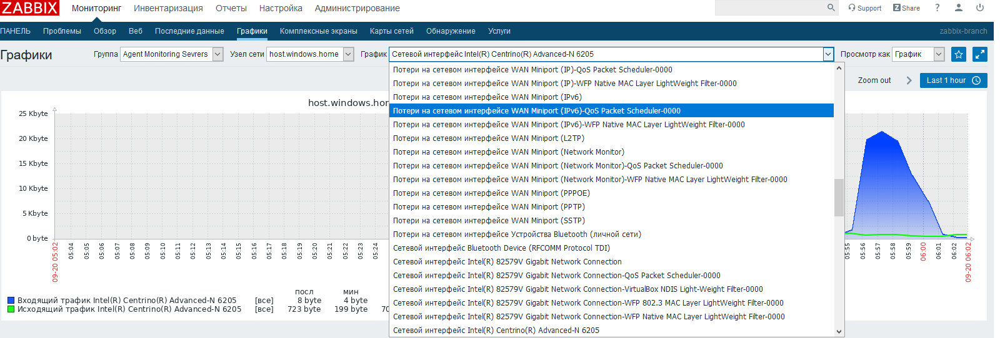 ZABBIX Мониторинг Инвентаризация Отчеты Настройка Администрирование Support Z Share ?
ПАНЕЛЬ Проблемы Обзор Веб Последние данные Графики Комплексные экраны Карты сетей Обнаружение Услуги zabbix-branch
Графики Группа Agent Monitoring Sevrers Узел сети host.windows.home График Сетевой интерфейс Intel(R) Centrino(R) Advanced-N 6205 Просмотр как График
Zoom out Last 1 hour
Потери на сетевом интерфейсе WAN Miniport (IP)-QoS Packet Scheduler-0000
Потери на сетевом интерфейсе WAN Miniport (IP)-WFP Native MAC Layer LightWeight Filter-0000
Потери на сетевом интерфейсе WAN Miniport (IPv6)
Потери на сетевом интерфейсе WAN Miniport (IPv6)-QoS Packet Scheduler-0000
Потери на сетевом интерфейсе WAN Miniport (IPv6)-WFP Native MAC Layer LightWeight Filter-0000
Потери на сетевом интерфейсе WAN Miniport (L2TP)
Потери на сетевом интерфейсе WAN Miniport (Network Monitor)
Потери на сетевом интерфейсе WAN Miniport (Network Monitor)-QoS Packet Scheduler-0000
Потери на сетевом интерфейсе WAN Miniport (Network Monitor)-WFP Native MAC Layer LightWeight Filter-0000
Потери на сетевом интерфейсе WAN Miniport (PPPOE)
Потери на сетевом интерфейсе WAN Miniport (PPTP)
Потери на сетевом интерфейсе WAN Miniport (SSTP)
Потери на сетевом интерфейсе Устройства Bluetooth (личной сети)
Сетевой интерфейс Bluetooth Device (RFCOMM Protocol TDI)
Сетевой интерфейс Intel(R) 82579V Gigabit Network Connection
Сетевой интерфейс Intel(R) 82579V Gigabit Network Connection-QoS Packet Scheduler-0000
Сетевой интерфейс Intel(R) 82579V Gigabit Network Connection-VirtualBox NDIS Light-Weight Filter-0000
Сетевой интерфейс Intel(R) 82579V Gigabit Network Connection-WFP 802.3 MAC Layer LightWeight Filter-0000
Сетевой интерфейс Intel(R) 82579V Gigabit Network Connection-WFP Native MAC Layer LightWeight Filter-0000
Сетевой интерфейс Intel(R) Centrino(R) Advanced-N 6205
host.windows.hor
25 Kbyte
20 Kbyte
15 Kbyte
10 Kbyte
5 Kbyte
0 byte
09-20 05:02 05:04 05:05 05:06 05:07 05:08 05:09 05:10 05:11 05:12 05:13 05:14 05:15 05:16 05:17 05:18 05:19 05:20 05:21 05:22 05:23 05:24 05:55 05:56 05:57 05:58 05:59 06:00 06:01 06:02 09-20 06:02
посл мин
Входящий трафик Intel(R) Centrino(R) Advanced-N 6205 [все] 8 byte 4 byte
Исходящий трафик Intel(R) Centrino(R) Advanced-N 6205 [все] 723 byte 199 byte 70